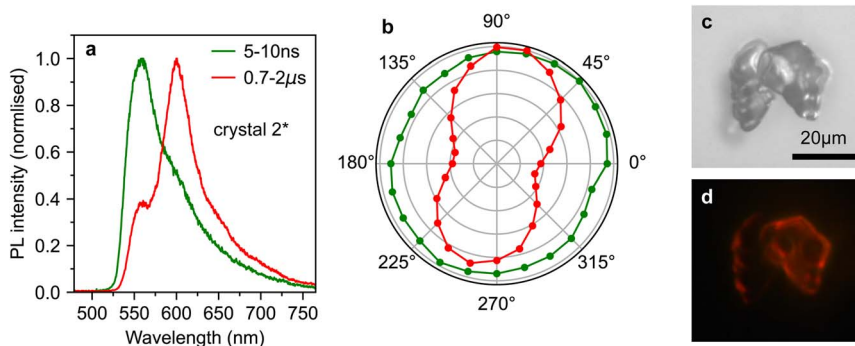 a
5-10ns
0.7-2µs
crystal 2*
PL intensity (normilised)
1.0
0.8
0.6
0.4
0.2
0.0
500 550 600 650 700 750
Wavelength (nm)
b
90°
135° 45°
180° 0°
225° 315°
270°
c
20µm
d